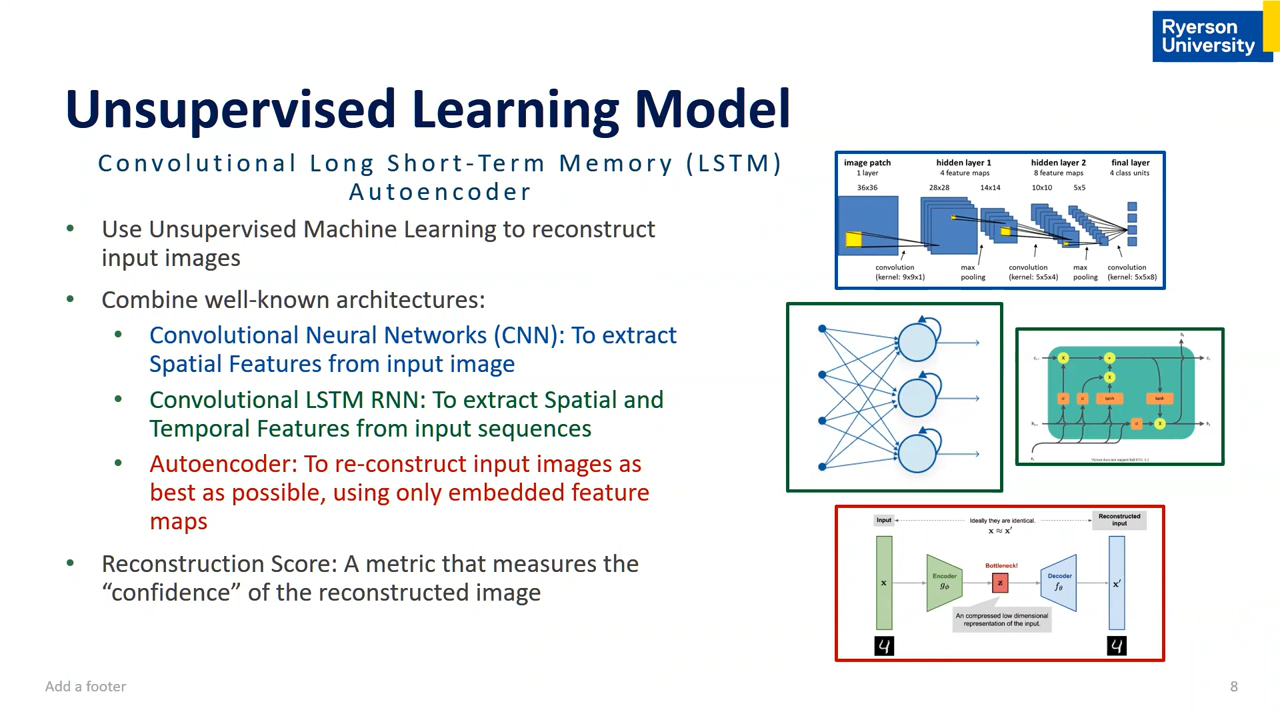 Ryerson
University
Unsupervised Learning Model
Convolutional Long Short-Term Memory (LSTM)
Autoencoder
• Use Unsupervised Machine Learning to reconstruct
input images
• Combine well-known architectures:
• Convolutional Neural Networks (CNN): To extract
Spatial Features from input image
• Convolutional LSTM RNN: To extract Spatial and
Temporal Features from input sequences
• Autoencoder: To re-construct input images as
best as possible, using only embedded feature
maps
• Reconstruction Score: A metric that measures the
“confidence” of the reconstructed image
image patch hidden layer 1 hidden layer 2 final layer
1 layer 4 feature maps 8 feature maps 4 class units
36x36 28x28 14x14 10x10 5x5
convolution max convolution max convolution
(kernel: 9x9x1) pooling (kernel: 5x5x4) pooling (kernel: 5x5x8)
x + x
tanh tanh
x
Input Ideally they are identical. Reconstructed
input
x ≈ x′
Bottleneck!
Encoder Decoder
x gϕ z fθ x′
An compressed low dimensional
representation of the input.
4 4
Add a footer 8